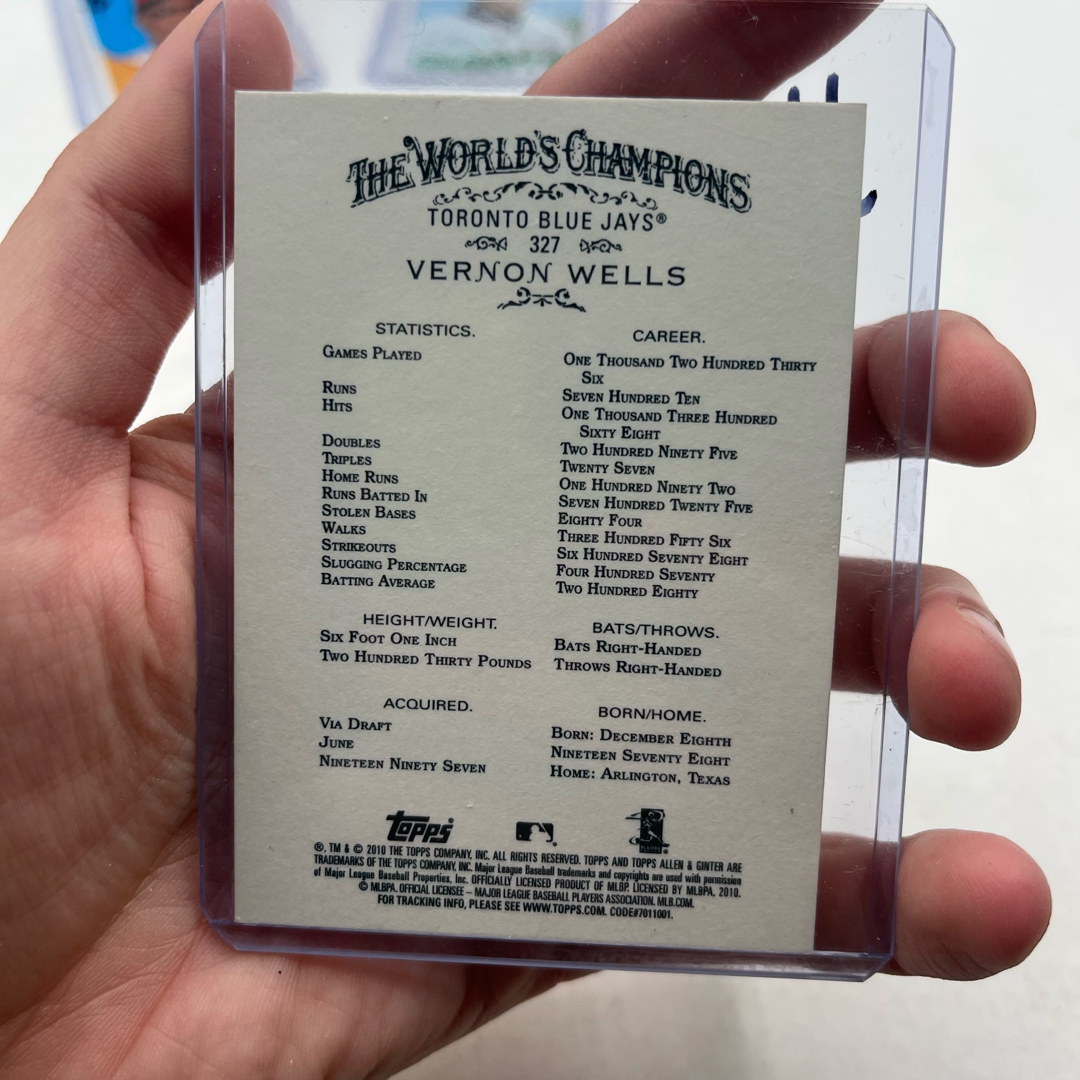 THE WORLD'S CHAMPIONS
TORONTO BLUE JAYS®
327
VERNON WELLS
STATISTICS.
GAMES PLAYED
RUNS
HITS
DOUBLES
TRIPLES
HOME RUNS
RUNS BATTED IN
STOLEN BASES
WALKS
STRIKEOUTS
SLUGGING PERCENTAGE
BATTING AVERAGE
CAREER.
ONE THOUSAND TWO HUNDRED THIRTY
SIX
SEVEN HUNDRED TEN
ONE THOUSAND THREE HUNDRED
SIXTY EIGHT
TWO HUNDRED NINETY FIVE
TWENTY SEVEN
ONE HUNDRED NINETY TWO
SEVEN HUNDRED TWENTY FIVE
EIGHTY FOUR
THREE HUNDRED FIFTY SIX
SIX HUNDRED SEVENTY EIGHT
FOUR HUNDRED SEVENTY
TWO HUNDRED EIGHTY
HEIGHT/WEIGHT.
SIX FOOT ONE INCH
TWO HUNDRED THIRTY POUNDS
BATS/THROWS.
BATS RIGHT-HANDED
THROWS RIGHT-HANDED
ACQUIRED.
VIA DRAFT
JUNE
NINETEEN NINETY SEVEN
BORN/HOME.
BORN: DECEMBER EIGHTH
NINETEEN SEVENTY EIGHT
HOME: ARLINGTON, TEXAS
topps
®, TM & © 2010 THE TOPPS COMPANY, INC. ALL RIGHTS RESERVED. TOPPS AND TOPPS ALLEN & GINTER ARE
TRADEMARKS OF THE TOPPS COMPANY, INC. Major League Baseball trademarks and copyrights are used with permission
of Major League Baseball Properties, Inc. OFFICIALLY LICENSED PRODUCT OF MLBP. LICENSED BY MLBPA, 2010.
© MLBPA. OFFICIAL LICENSEE – MAJOR LEAGUE BASEBALL PLAYERS ASSOCIATION. MLB.COM.
FOR TRACKING INFO, PLEASE SEE WWW.TOPPS.COM. CODE#7011001.